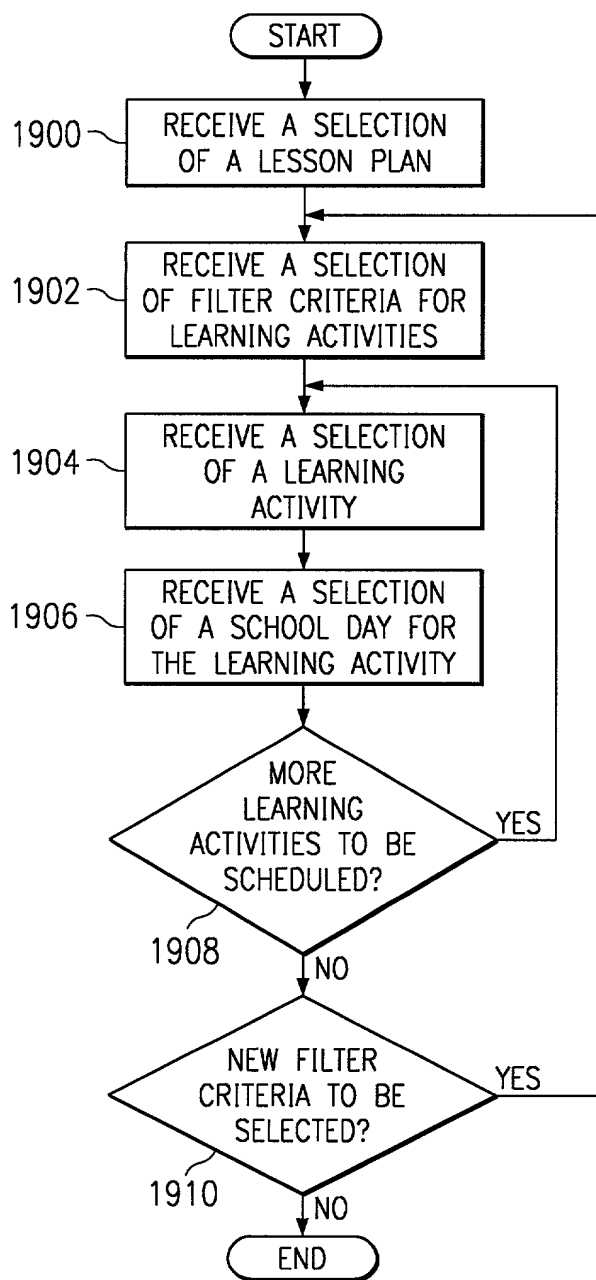 START
1900
RECEIVE A SELECTION
OF A LESSON PLAN
1902
RECEIVE A SELECTION
OF FILTER CRITERIA FOR
LEARNING ACTIVITIES
1904
RECEIVE A SELECTION
OF A LEARNING
ACTIVITY
1906
RECEIVE A SELECTION
OF A SCHOOL DAY FOR
THE LEARNING ACTIVITY
MORE
LEARNING
ACTIVITIES TO BE
SCHEDULED?
YES
1908
NO
NEW FILTER
CRITERIA TO BE
SELECTED?
YES
1910
NO
END